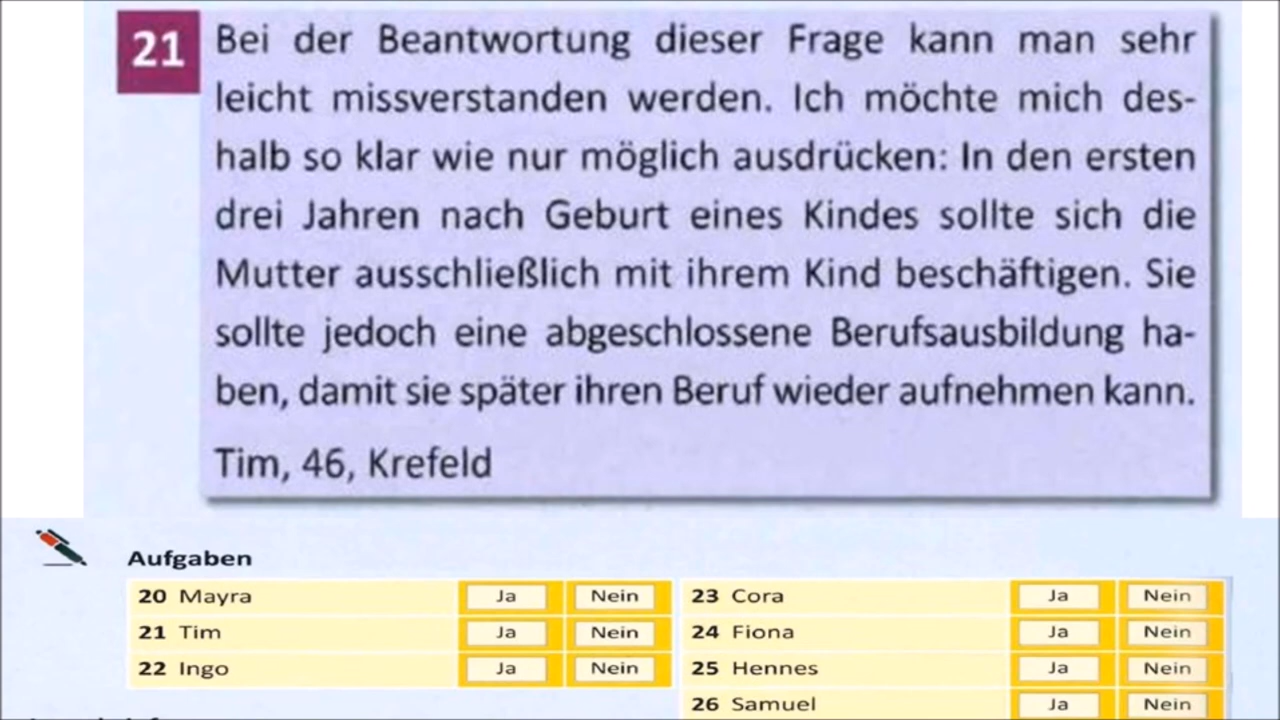 21 Bei der Beantwortung dieser Frage kann man sehr
leicht missverstanden werden. Ich möchte mich des-
halb so klar wie nur möglich ausdrücken: In den ersten
drei Jahren nach Geburt eines Kindes sollte sich die
Mutter ausschließlich mit ihrem Kind beschäftigen. Sie
sollte jedoch eine abgeschlossene Berufsausbildung ha-
ben, damit sie später ihren Beruf wieder aufnehmen kann.
Tim, 46, Krefeld
Aufgaben
20 Mayra Ja Nein 23 Cora Ja Nein
21 Tim Ja Nein 24 Fiona Ja Nein
22 Ingo Ja Nein 25 Hennes Ja Nein
26 Samuel Ja Nein